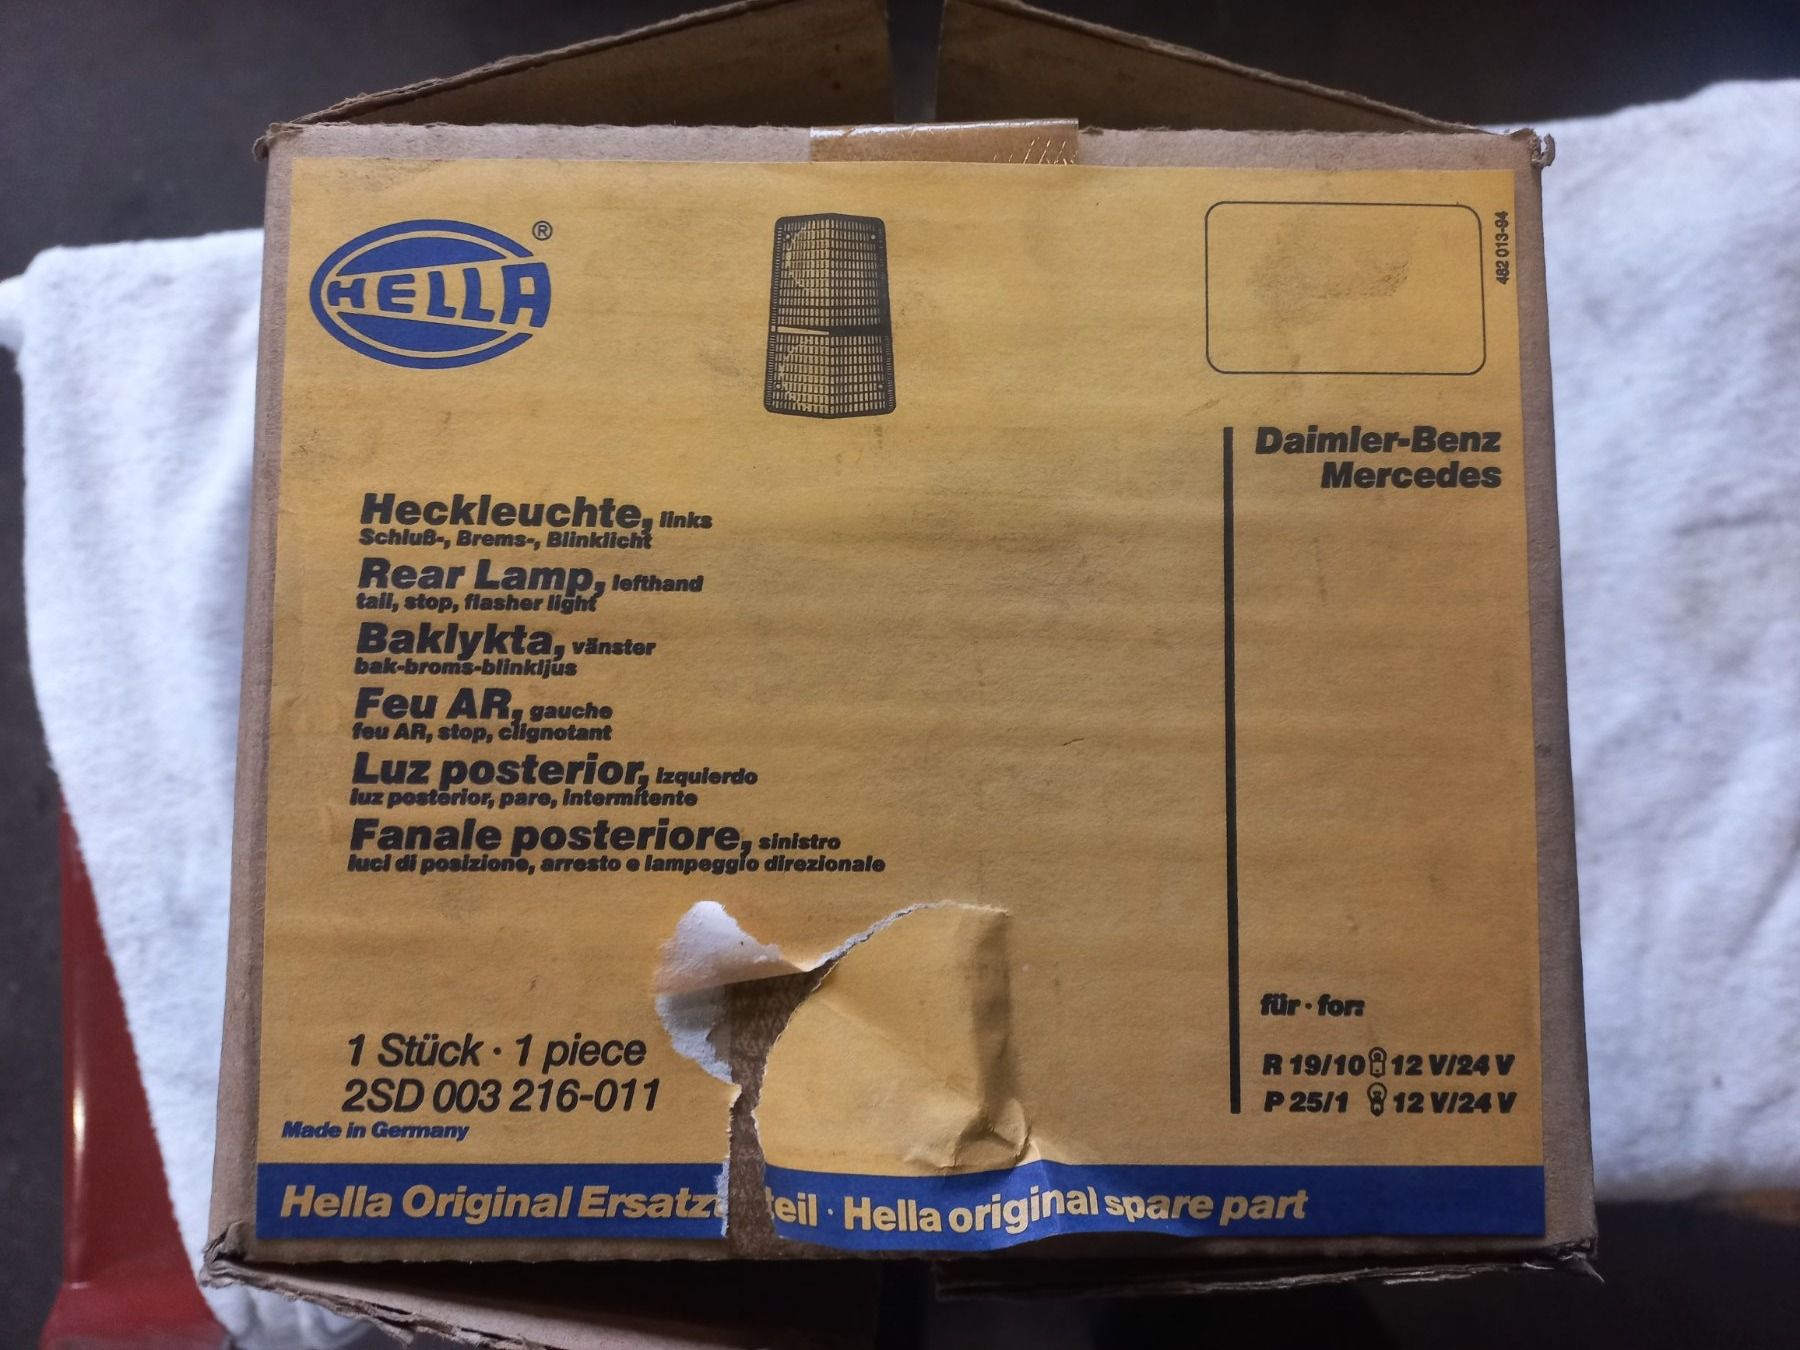 HELLA®
482 013-94
Daimler-Benz
Mercedes
Heckleuchte, links
Schluß-, Brems-, Blinklicht
Rear Lamp, lefthand
tail, stop, flasher light
Baklykta, vänster
bak-broms-blinkljus
Feu AR, gauche
feu AR, stop, clignotant
Luz posterior, izquierdo
luz posterior, pare, intermitente
Fanale posteriore, sinistro
luci di posizione, arresto e lampeggio direzionale
für · for:
R 19/10 12 V/24 V
P 25/1 12 V/24 V
1 Stück · 1 piece
2SD 003 216-011
Made in Germany
Hella Original Ersatz teil · Hella original spare part